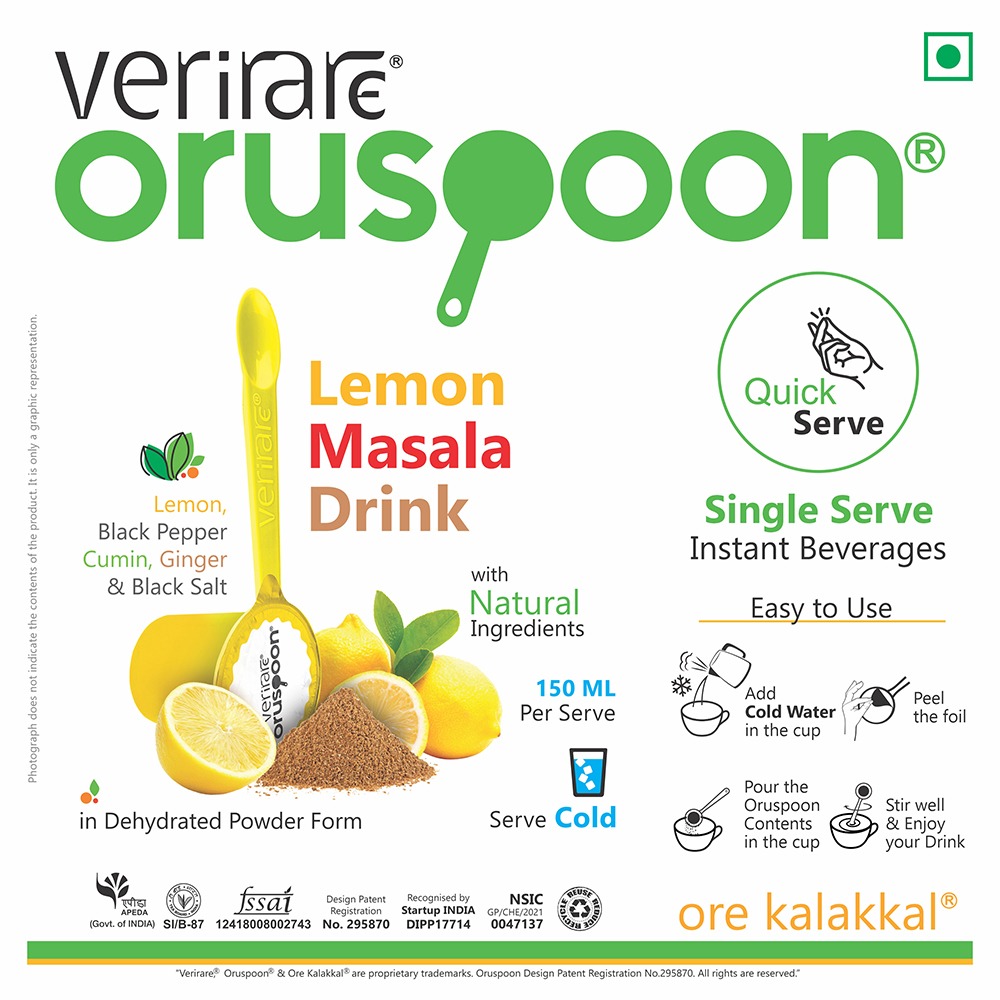 verirare®
oruspoon®
Photograph does not indicate the contents of the product. It is only a graphic representation.
Lemon
Masala
Drink
Lemon,
Black Pepper
Cumin, Ginger
& Black Salt
verirare®
verirare®
oruspoon®
with
Natural
Ingredients
150 ML
Per Serve
Serve Cold
in Dehydrated Powder Form
Quick
Serve
Single Serve
Instant Beverages
Easy to Use
Add
Cold Water
in the cup
Peel
the foil
Pour the
Oruspoon
Contents
in the cup
Stir well
& Enjoy
your Drink
एपीडा
APEDA
(Govt. of INDIA)
SI/B-87
fssai
12418008002743
Design Patent
Registration
No. 295870
Recognised by
Startup INDIA
DIPP17714
NSIC
GP/CHE/2021
0047137
REUSE REDUCE RECYCLE
ore kalakkal®
"Verirare®, Oruspoon® & Ore Kalakkal® are proprietary trademarks. Oruspoon Design Patent Registration No.295870. All rights are reserved."